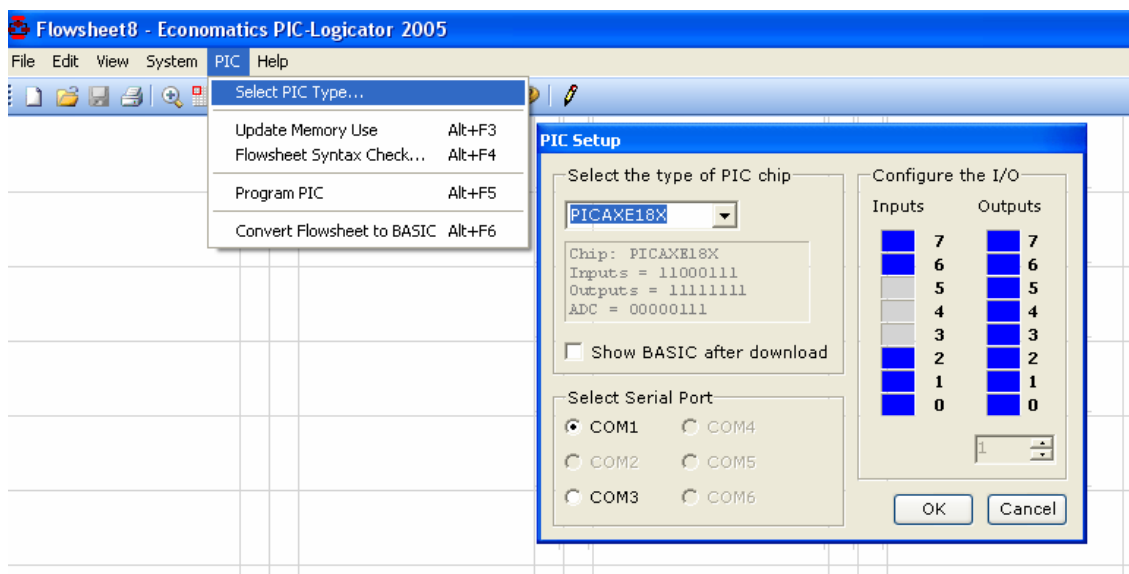 Flowsheet8 - Economatics PIC-Logicator 2005
File Edit View System PIC Help
Select PIC Type...
Update Memory Use Alt+F3
Flowsheet Syntax Check... Alt+F4
Program PIC Alt+F5
Convert Flowsheet to BASIC Alt+F6
PIC Setup
Select the type of PIC chip
PICAXE18X
Chip: PICAXE18X
Inputs = 11000111
Outputs = 11111111
ADC = 00000111
Show BASIC after download
Select Serial Port
COM1 COM4
COM2 COM5
COM3 COM6
Configure the I/O
Inputs Outputs
7 7
6 6
5 5
4 4
3 3
2 2
1 1
0 0
1
OK Cancel